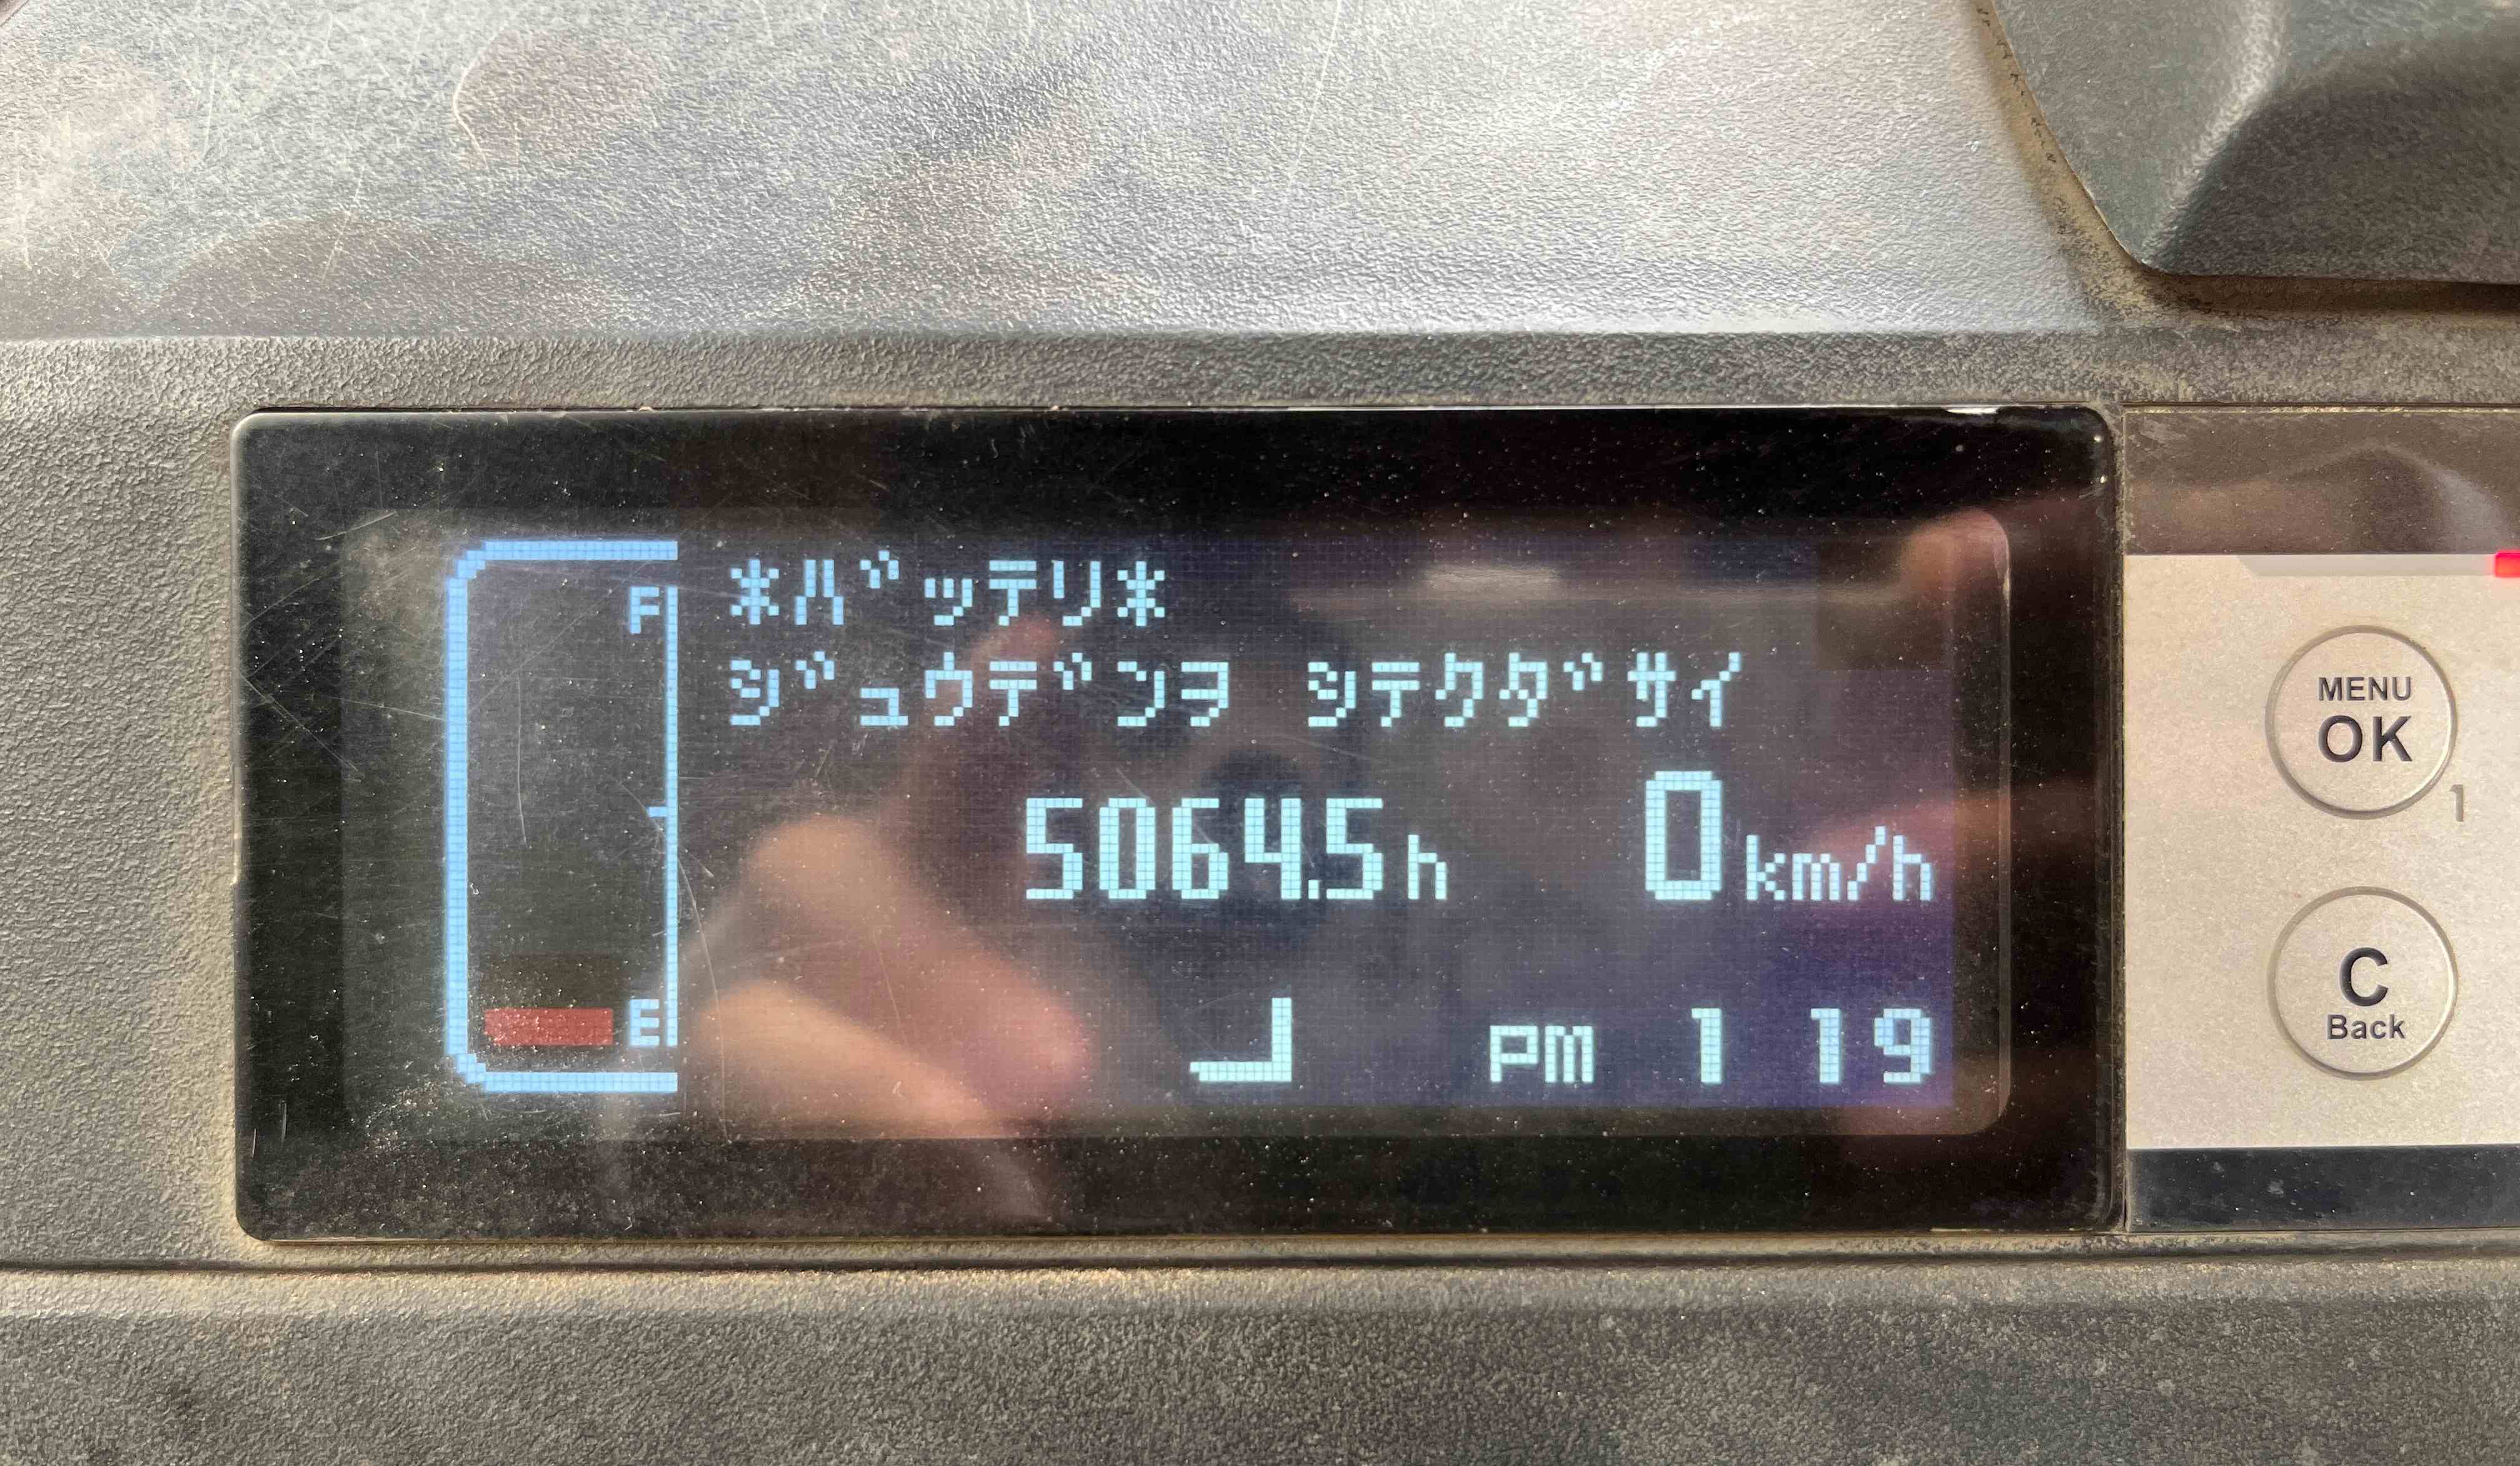 F
*バッテリ*
ジュウデンヲ シテクダサイ
5064.5h 0km/h
E
PM 1 19
MENU
OK
1
C
Back